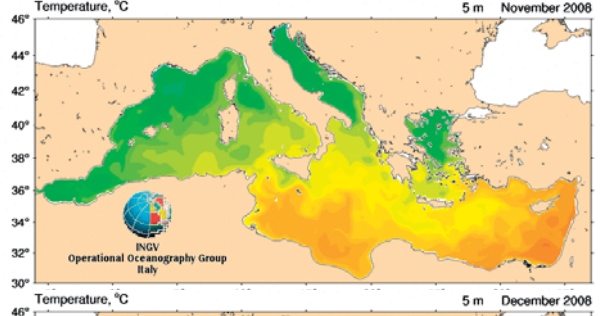 Temperature, °C 5 m November 2008
46°
44°
42°
40°
38°
36°
34°
32°
30°
INGV
Operational Oceanography Group
Italy
Temperature, °C 5 m December 2008
46°